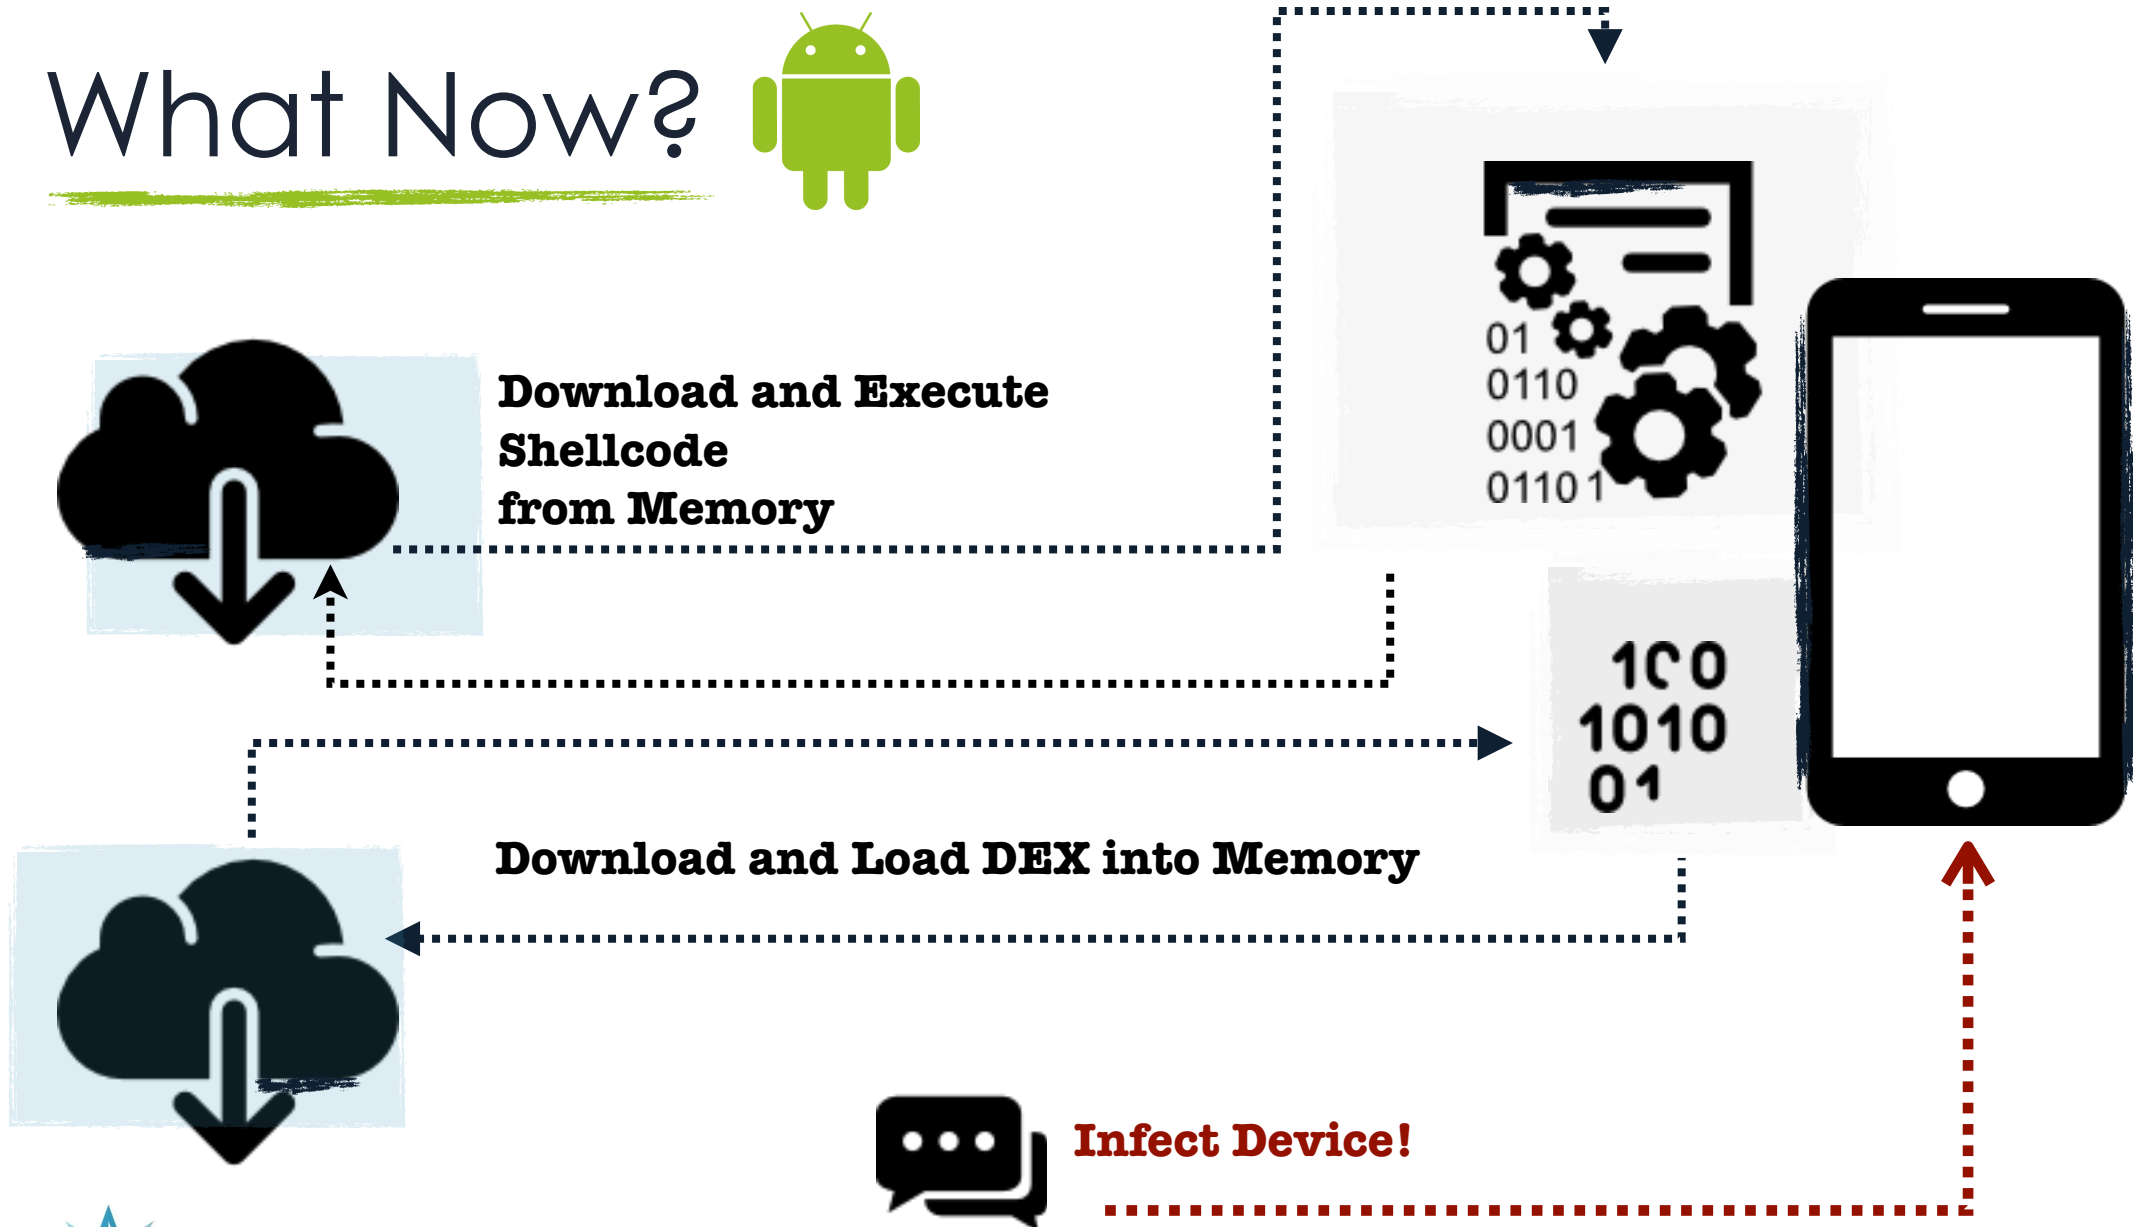 What Now?
Download and Execute
Shellcode
from Memory
01
0110
0001
01101
100
1010
01
Download and Load DEX into Memory
Infect Device!